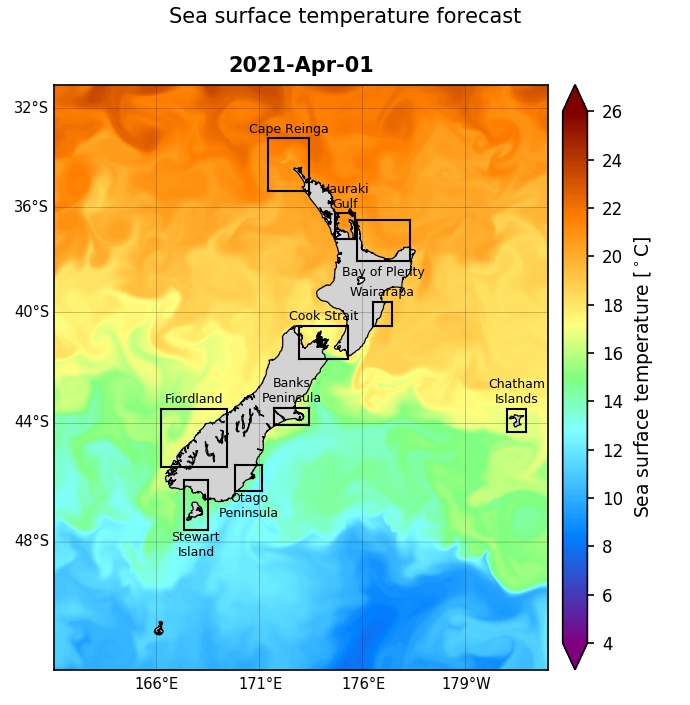 Sea surface temperature forecast
2021-Apr-01
32°S
36°S
40°S
44°S
48°S
166°E
171°E
176°E
179°W
Cape Reinga
Hauraki
Gulf
Bay of Plenty
Wairarapa
Cook Strait
Banks
Peninsula
Fiordland
Chatham
Islands
Otago
Peninsula
Stewart
Island
26
24
22
20
18
16
14
12
10
8
6
4
Sea surface temperature [°C]